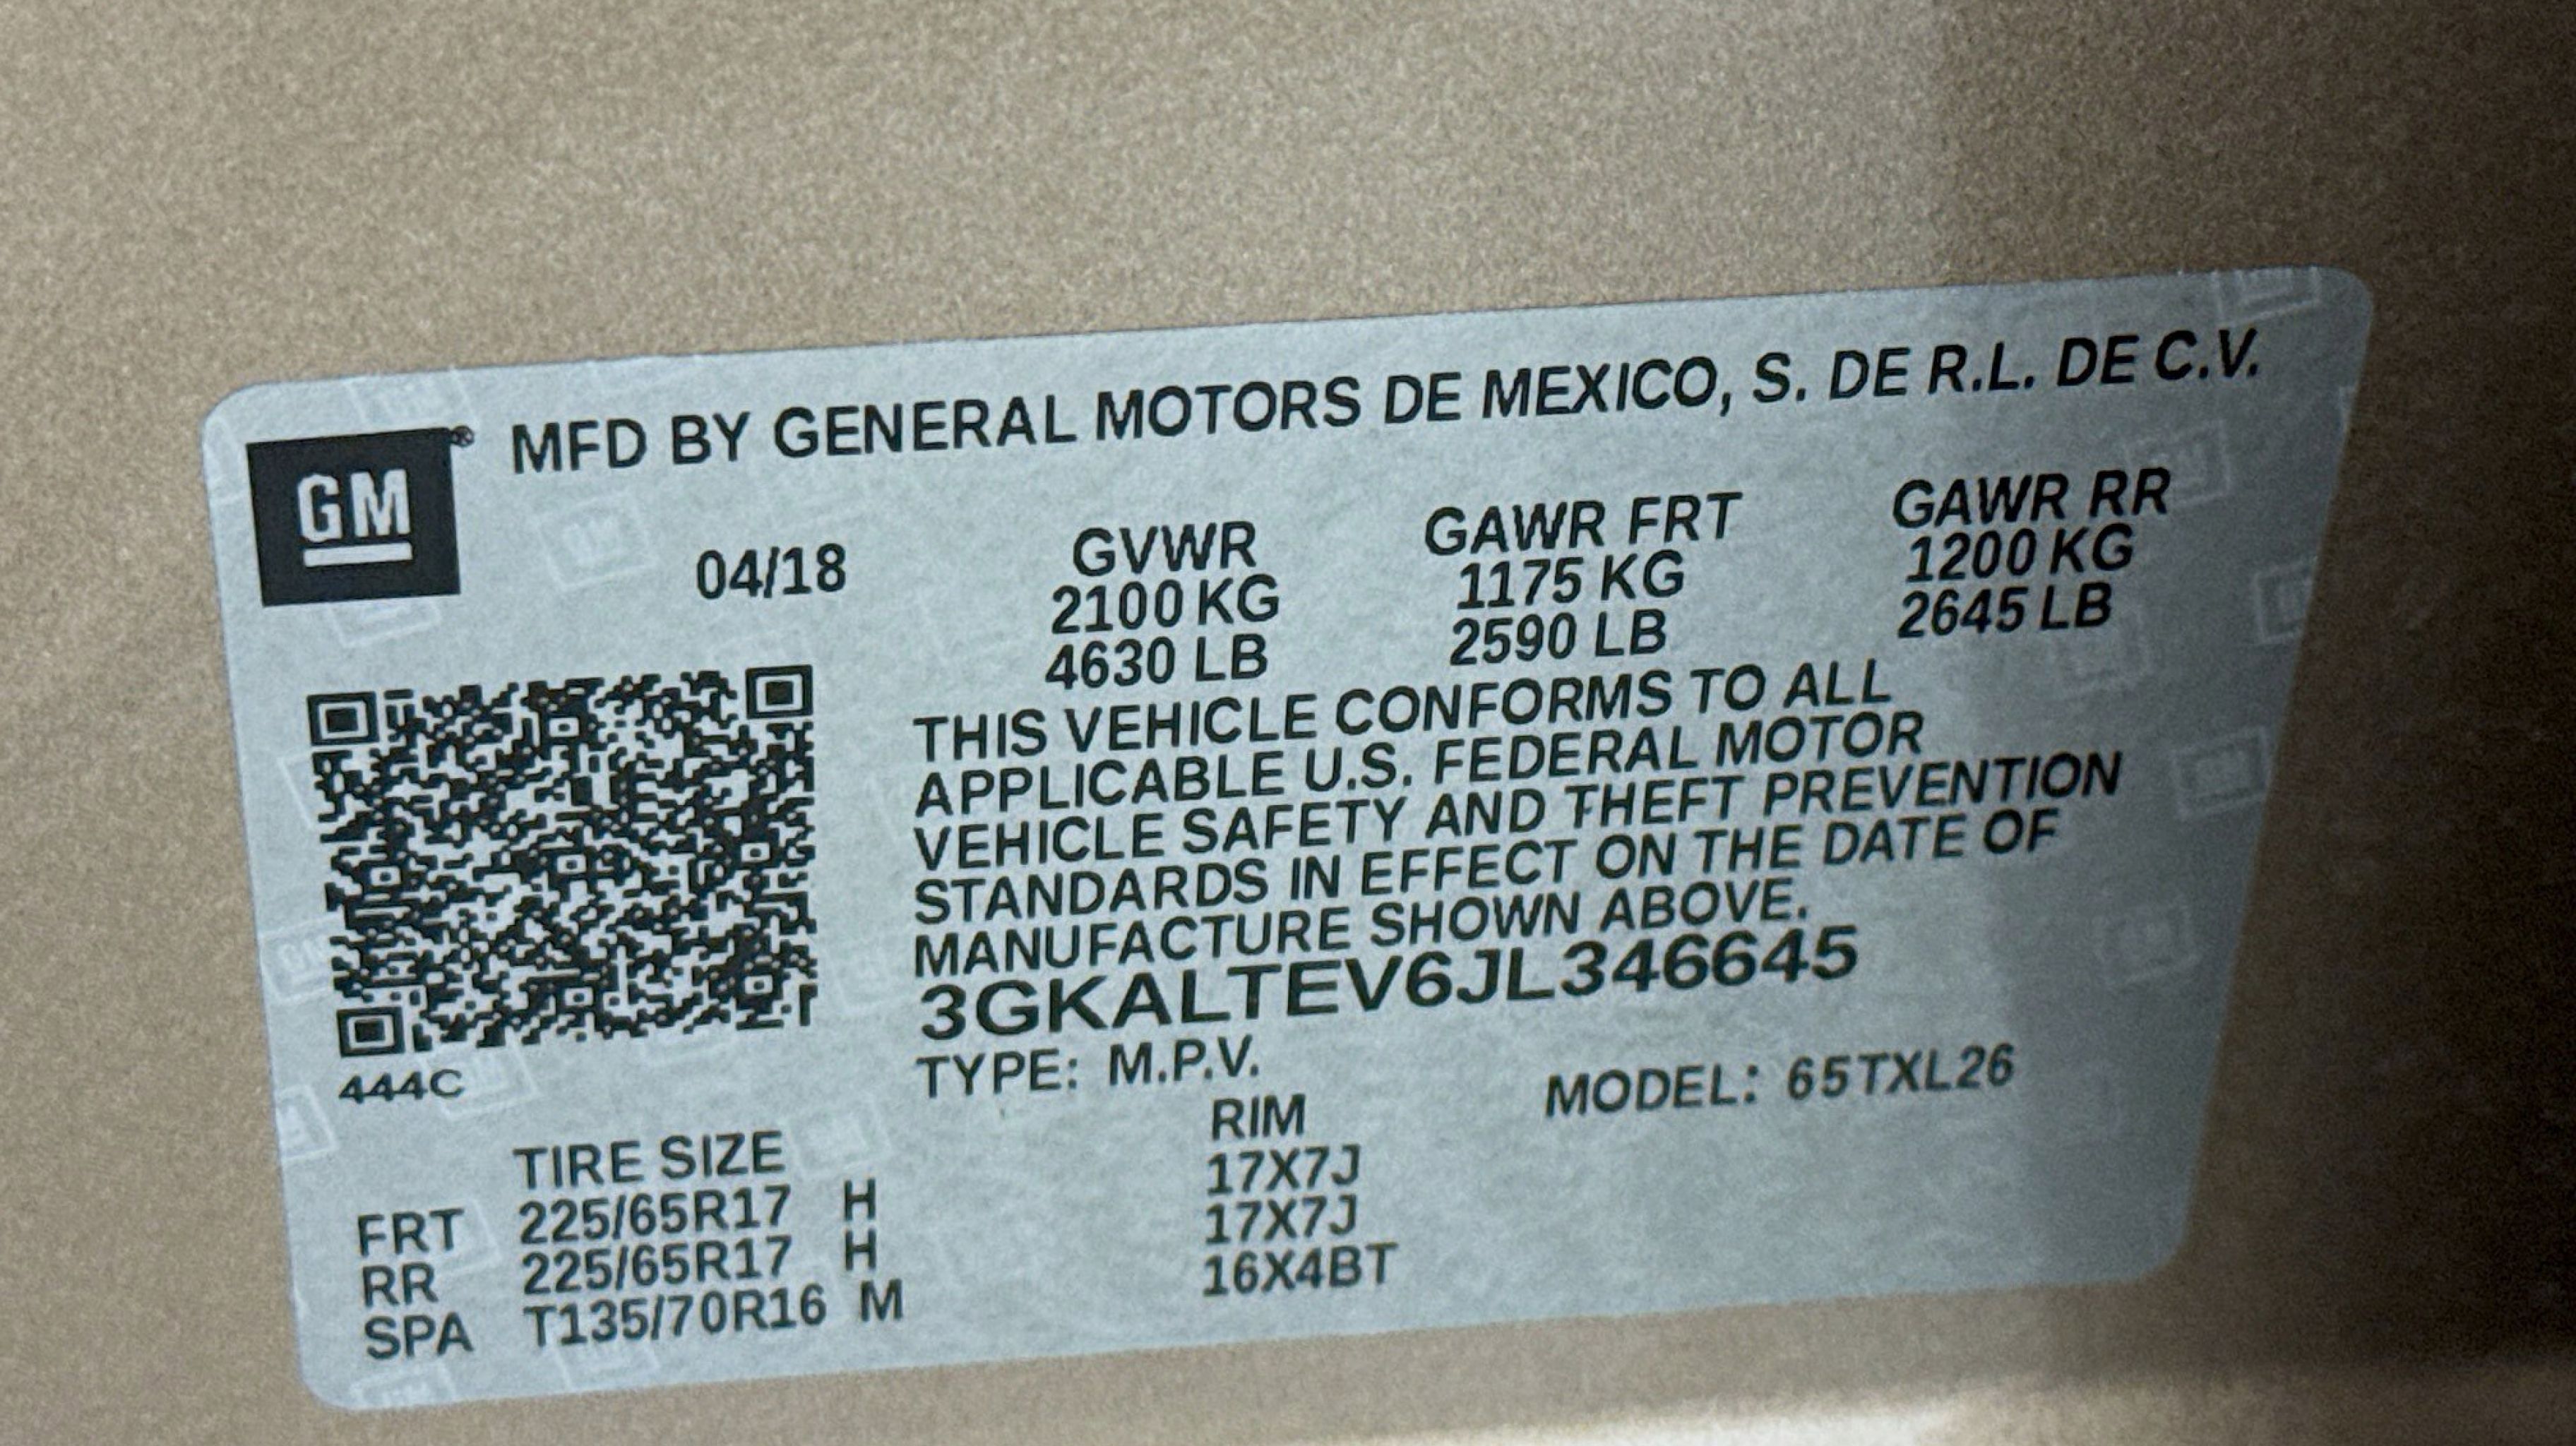 GM® MFD BY GENERAL MOTORS DE MEXICO, S. DE R.L. DE C.V.
04/18 GVWR GAWR FRT GAWR RR
2100 KG 1175 KG 1200 KG
4630 LB 2590 LB 2645 LB
THIS VEHICLE CONFORMS TO ALL
APPLICABLE U.S. FEDERAL MOTOR
VEHICLE SAFETY AND THEFT PREVENTION
STANDARDS IN EFFECT ON THE DATE OF
MANUFACTURE SHOWN ABOVE.
3GKALTEV6JL346645
444C
TYPE: M.P.V. MODEL: 65TXL26
TIRE SIZE RIM
FRT 225/65R17 H 17X7J
RR 225/65R17 H 17X7J
SPA T135/70R16 M 16X4BT